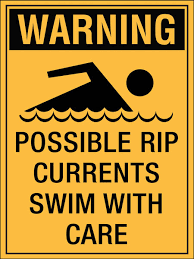 WARNING
POSSIBLE RIP
CURRENTS
SWIM WITH
CARE